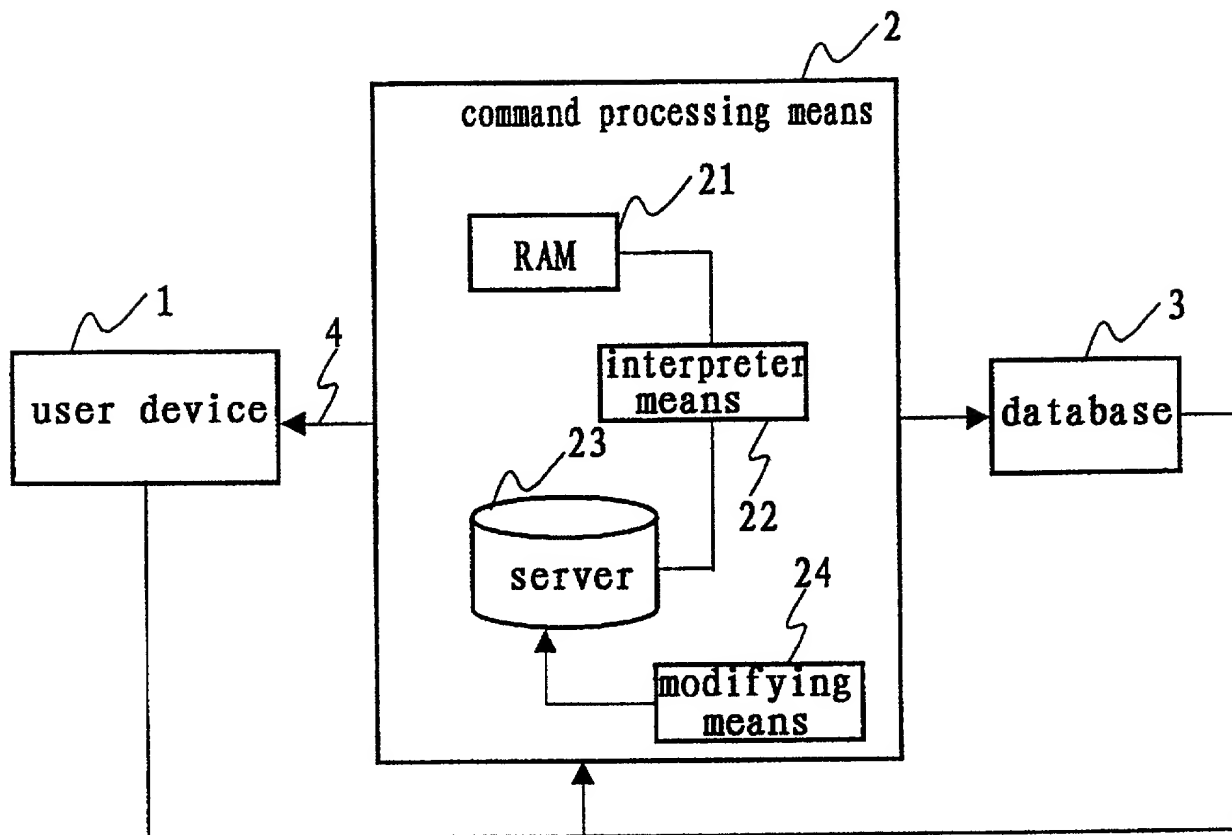 2
command processing means
21
RAM
1
4
3
user device
interpreter
means
database
23
22
server
24
modifying
means